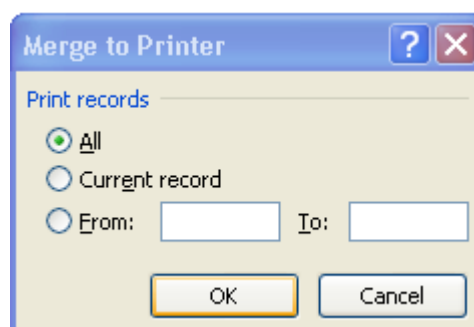 Merge to Printer
Print records
All
Current record
From: To:
OK Cancel